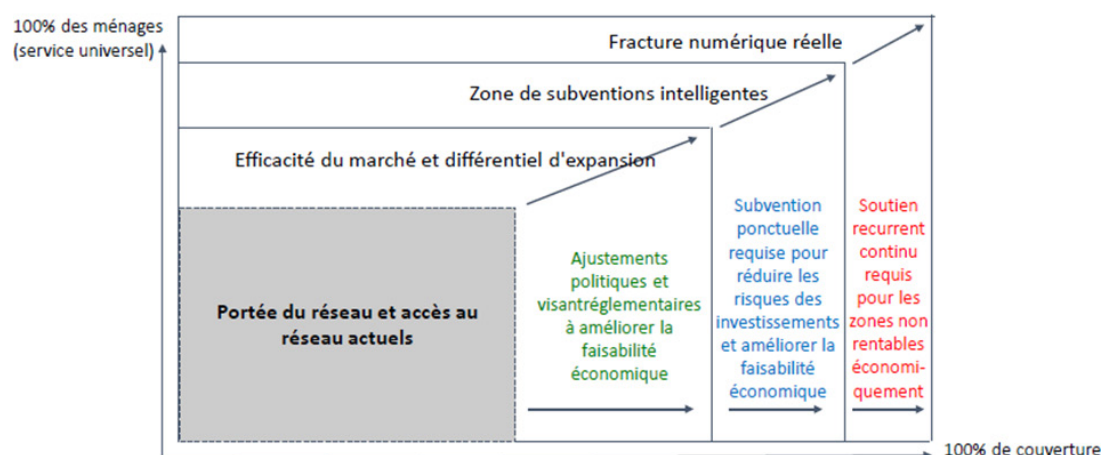 100% des ménages
(service universel)
Fracture numérique réelle
Zone de subventions intelligentes
Efficacité du marché et différentiel d'expansion
Portée du réseau et accès au
réseau actuels
Ajustements
politiques et
visantréglementaires
à améliorer la
faisabilité
économique
Subvention
ponctuelle
requise pour
réduire les
risques des
investissements
et améliorer la
faisabilité
économique
Soutien
recurrent
continu
requis
pour les
zones non
rentables
économi-
quement
100% de couverture